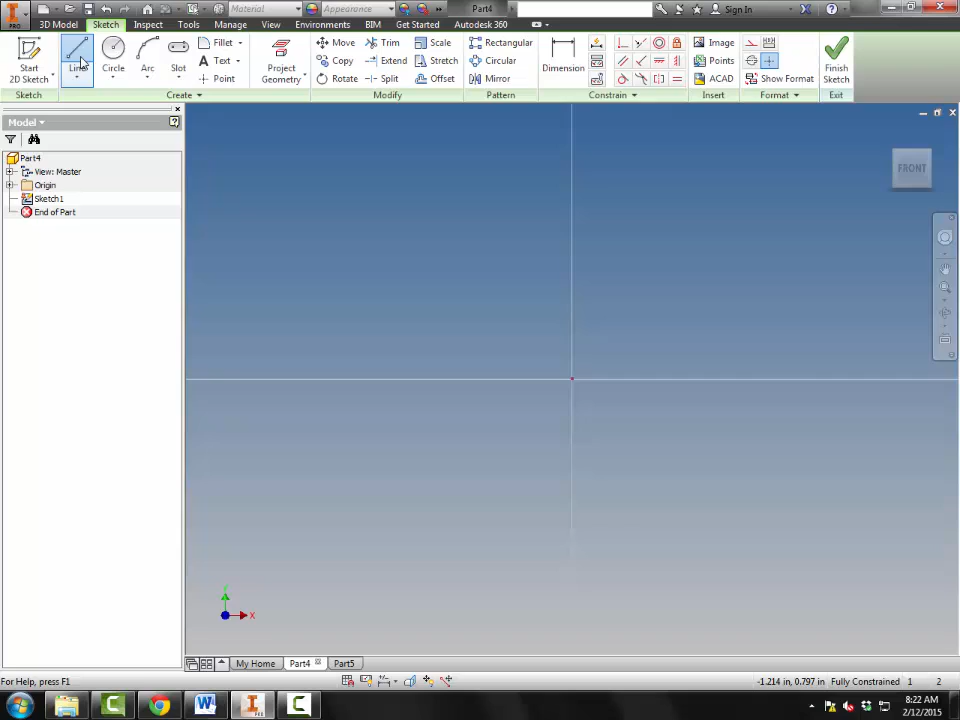 Material Appearance Part4 Sign In
PRO 3D Model Sketch Inspect Tools Manage View Environments BIM Get Started Autodesk 360
Start 2D Sketch Line Circle Arc Slot Fillet Text Point Project Geometry Move Copy Rotate Trim Extend Split Scale Stretch Offset Rectangular Circular Mirror Dimension Image Points ACAD Show Format Finish Sketch
Sketch Create Modify Pattern Constrain Insert Format Exit
Model
Part4
View: Master
Origin
Sketch1
End of Part
FRONT
X
My Home Part4 Part5
For Help, press F1 -1.214 in, 0.797 in Fully Constrained 1 2
8:22 AM
2/12/2015